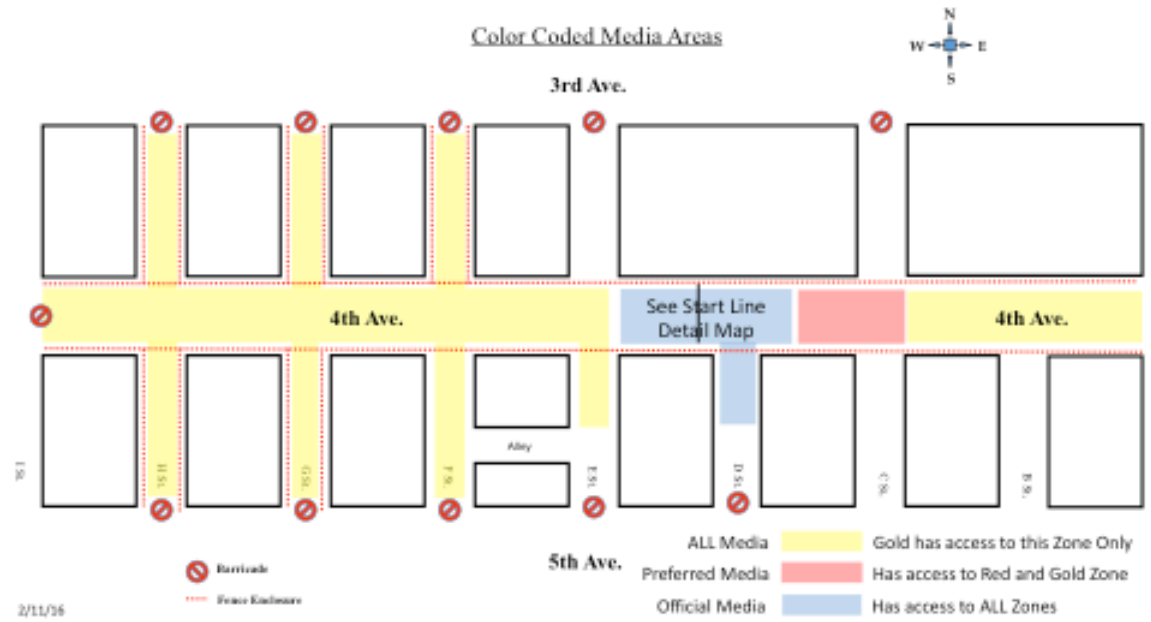 Color Coded Media Areas
N
W E
S
3rd Ave.
4th Ave.
See Start Line
Detail Map
4th Ave.
Alley
I St.
H St.
G St.
F St.
E St.
D St.
C St.
B St.
5th Ave.
ALL Media Gold has access to this Zone Only
Preferred Media Has access to Red and Gold Zone
Official Media Has access to ALL Zones
Barricade
Fence Enclosure
2/11/16